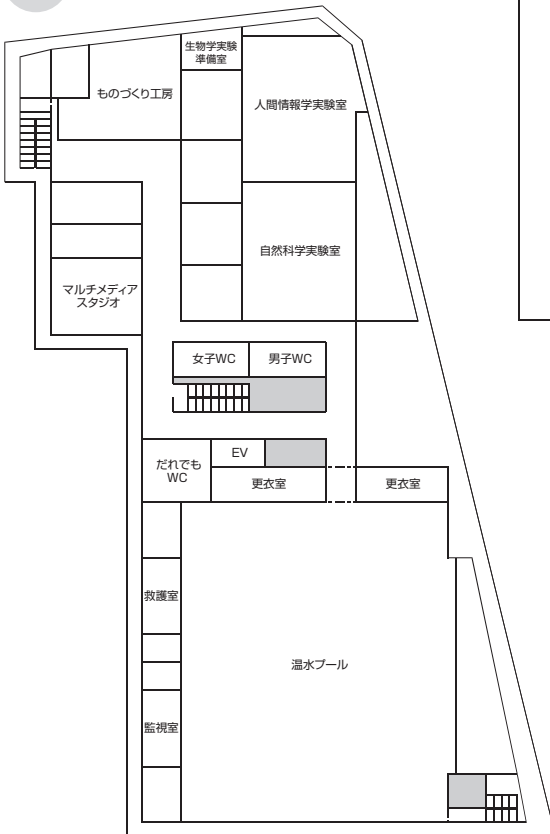 生物学実験
準備室
ものづくり工房
人間情報学実験室
自然科学実験室
マルチメディア
スタジオ
女子WC
男子WC
だれでも
WC
EV
更衣室
更衣室
救護室
温水プール
監視室